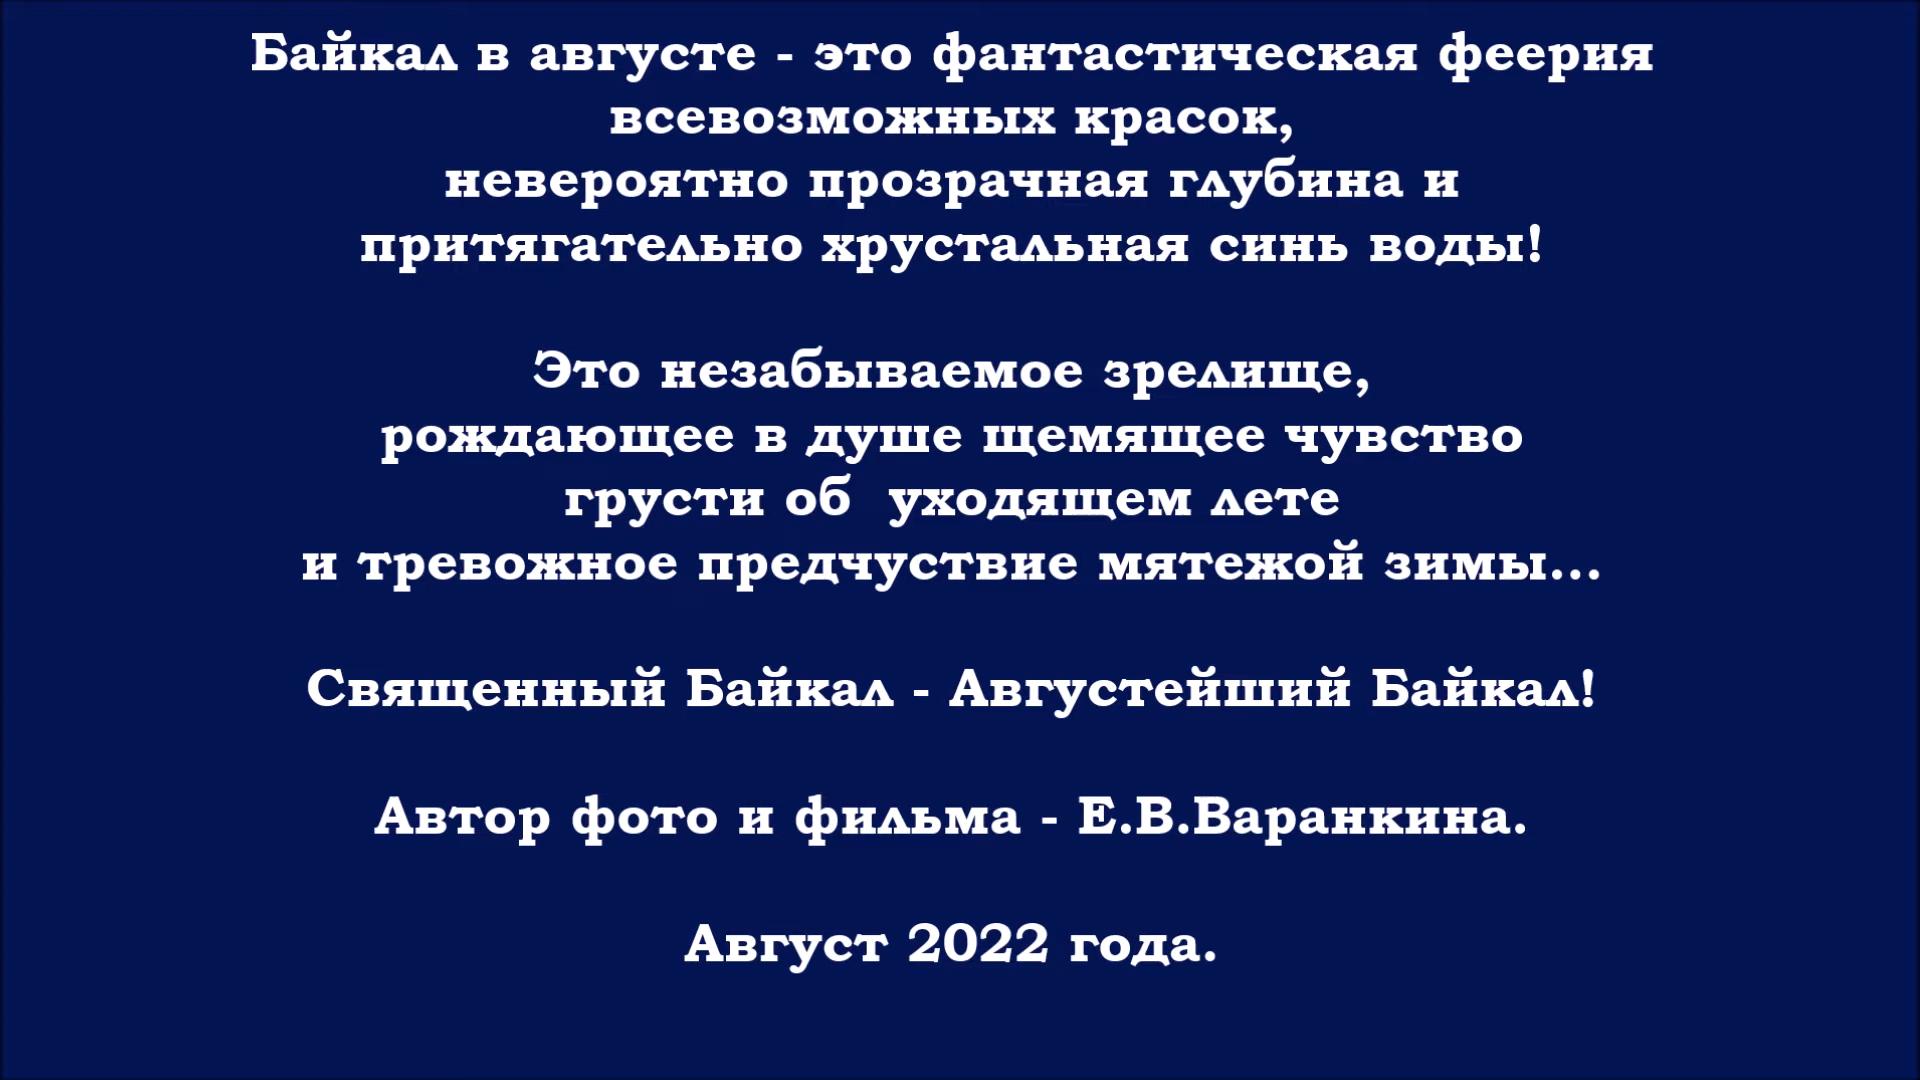 Байкал в августе - это фантастическая феерия
всевозможных красок,
невероятно прозрачная глубина и
притягательно хрустальная синь воды!
Это незабываемое зрелище,
рождающее в душе щемящее чувство
грусти об  уходящем лете
и тревожное предчуствие мятежой зимы...
Священный Байкал - Августейший Байкал!
Автор фото и фильма - Е.В.Варанкина.
Август 2022 года.